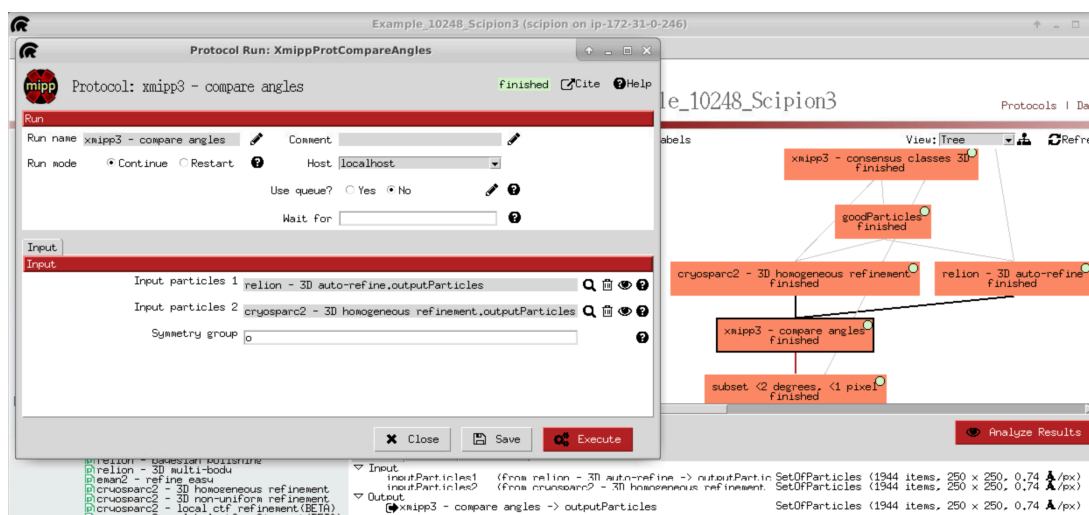 Example_10248_Scipion3 (scipion on ip-172-31-0-246)
Protocol Run: XmippProtCompareAngles
mipp
Protocol: xmipp3 - compare angles
finished
Cite
Help
Run
Run name xmipp3 - compare angles
Comment
Run mode
Continue
Restart
Host localhost
Use queue? Yes No
Wait for
Input
Input
Input particles 1 relion - 3D auto-refine.outputParticles
Input particles 2 cryosparc2 - 3D homogeneous refinement.outputParticles
Symmetry group o
Close
Save
Execute
le_10248_Scipion3
Protocols | Da
abels
View: Tree
Refre
xmipp3 - consensus classes 3D
finished
goodParticles
finished
cryosparc2 - 3D homogeneous refinement
finished
relion - 3D auto-refine
finished
xmipp3 - compare angles
finished
subset <2 degrees, <1 pixel
finished
Analyze Results
relion - bayesian polishing
relion - 3D multi-body
eman2 - refine easy
cryosparc2 - 3D homogeneous refinement
cryosparc2 - 3D non-uniform refinement
cryosparc2 - local ctf refinement(BETA)
Input
inputParticles1 (from relion - 3D auto-refine -> outputPartic SetOfParticles (1944 items, 250 x 250, 0.74 Å/px)
inputParticles2 (from cryosparc2 - 3D homogeneous refinement. SetOfParticles (1944 items, 250 x 250, 0.74 Å/px)
Output
xmipp3 - compare angles -> outputParticles SetOfParticles (1944 items, 250 x 250, 0.74 Å/px)